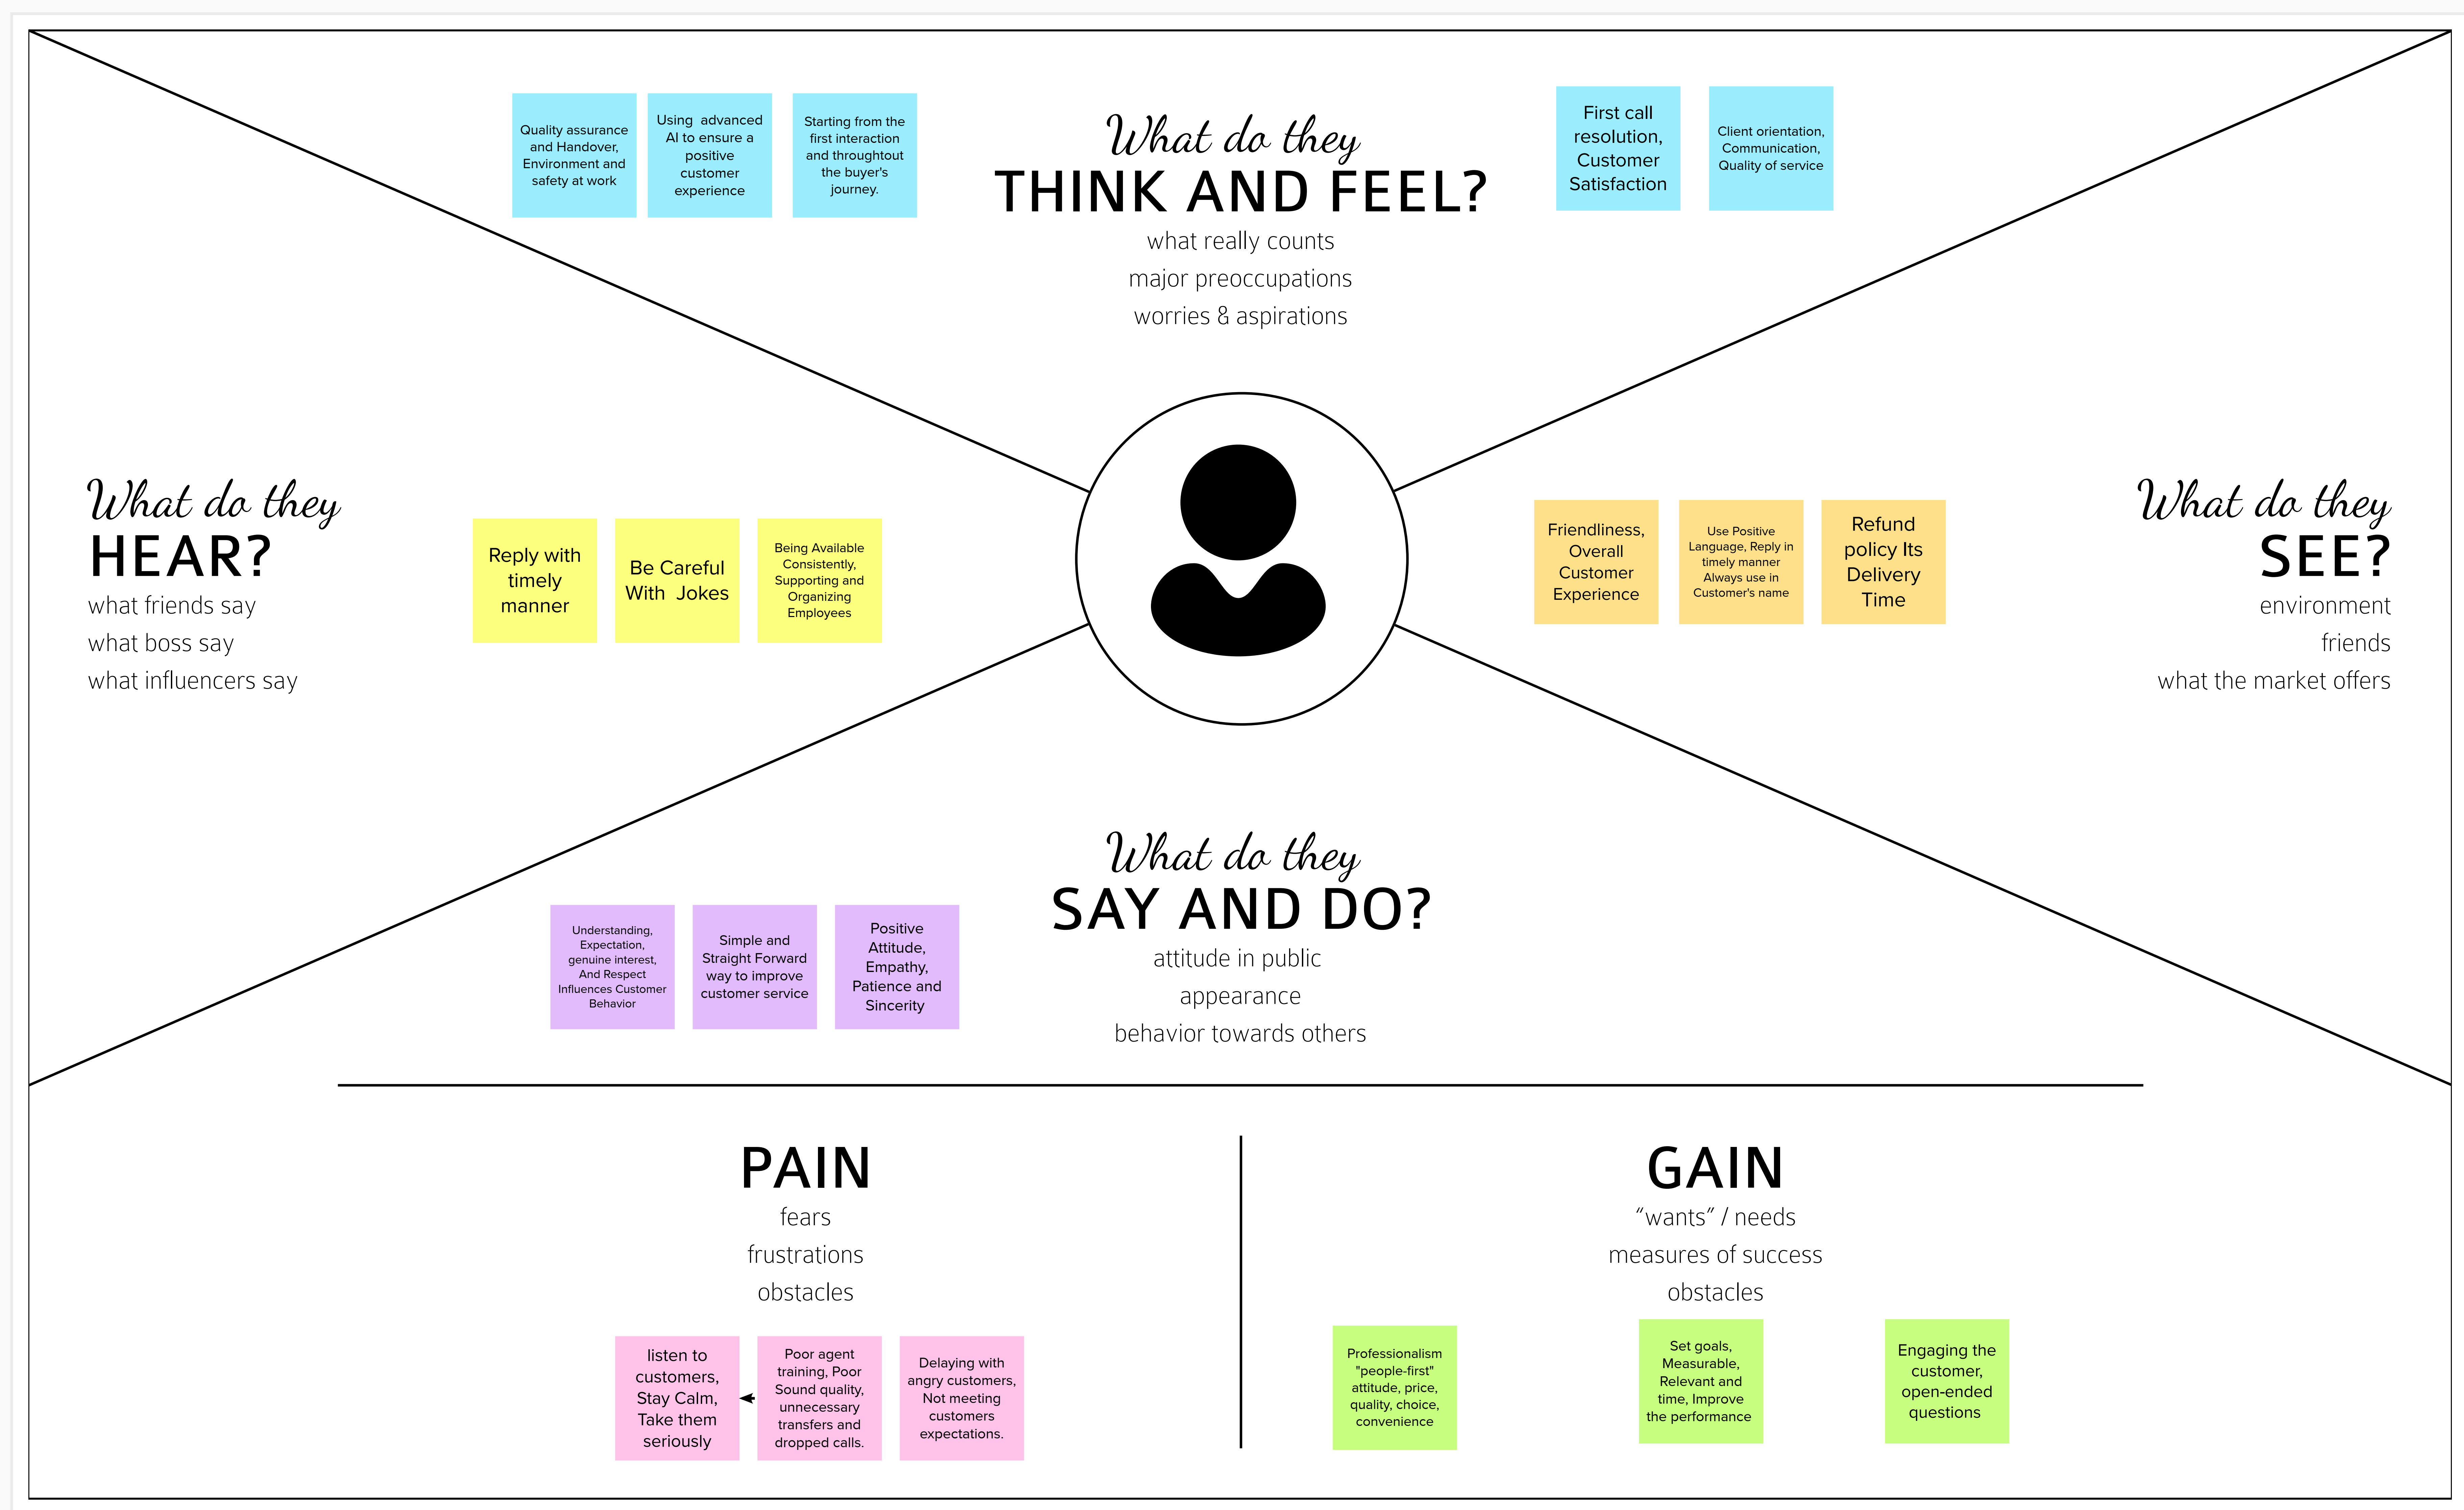 Quality assurance
and Handover,
Environment and
safety at work
Using advanced
AI to ensure a
positive
customer
experience
Starting from the
first interaction
and throughtout
the buyer's
journey.
What do they
THINK AND FEEL?
what really counts
major preoccupations
worries & aspirations
First call
resolution,
Customer
Satisfaction
Client orientation,
Communication,
Quality of service
What do they
HEAR?
what friends say
what boss say
what influencers say
Reply with
timely
manner
Be Careful
With Jokes
Being Available
Consistently,
Supporting and
Organizing
Employees
Friendliness,
Overall
Customer
Experience
Use Positive
Language, Reply in
timely manner
Always use in
Customer's name
Refund
policy Its
Delivery
Time
What do they
SEE?
environment
friends
what the market offers
What do they
SAY AND DO?
attitude in public
appearance
behavior towards others
Understanding,
Expectation,
genuine interest,
And Respect
Influences Customer
Behavior
Simple and
Straight Forward
way to improve
customer service
Positive
Attitude,
Empathy,
Patience and
Sincerity
PAIN
fears
frustrations
obstacles
listen to
customers,
Stay Calm,
Take them
seriously
Poor agent
training, Poor
Sound quality,
unnecessary
transfers and
dropped calls.
Delaying with
angry customers,
Not meeting
customers
expectations.
GAIN
“wants” / needs
measures of success
obstacles
Professionalism
"people-first"
attitude, price,
quality, choice,
convenience
Set goals,
Measurable,
Relevant and
time, Improve
the performance
Engaging the
customer,
open-ended
questions